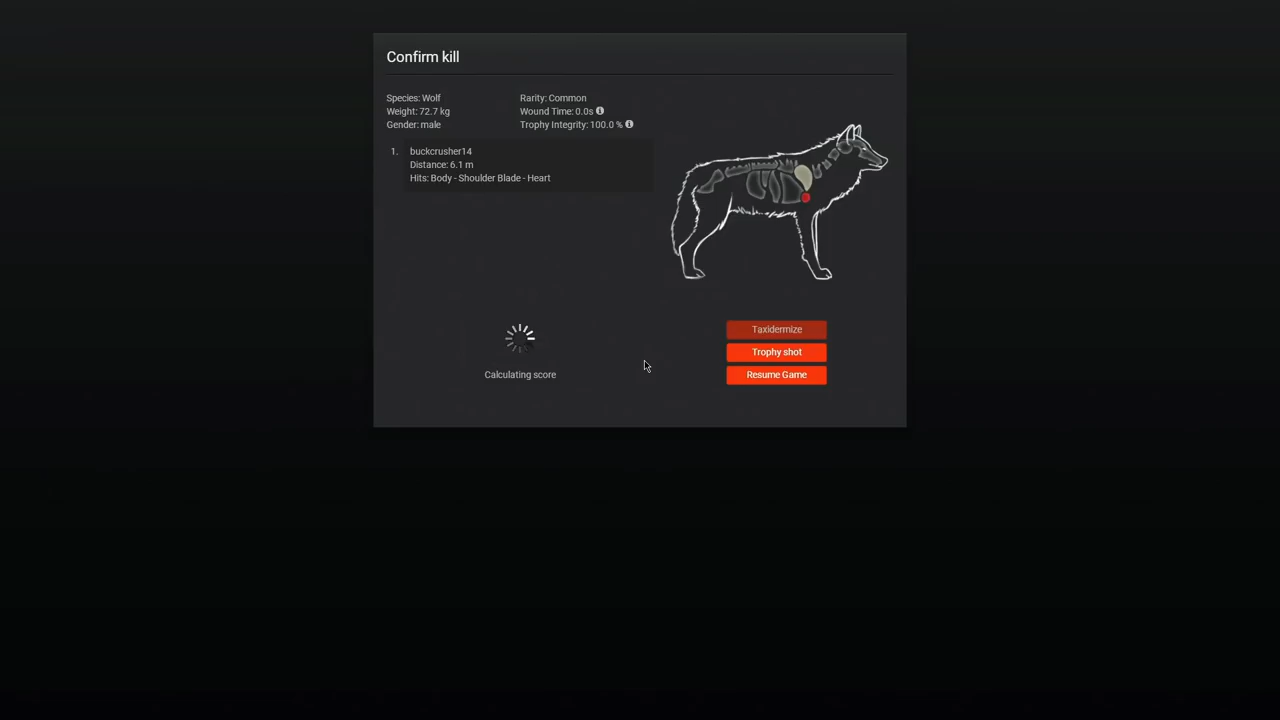 Confirm kill
Species: Wolf
Weight: 72.7 kg
Gender: male
Rarity: Common
Wound Time: 0.0s
Trophy Integrity: 100.0 %
1. buckcrusher14
Distance: 6.1 m
Hits: Body - Shoulder Blade - Heart
Calculating score
Taxidermize
Trophy shot
Resume Game